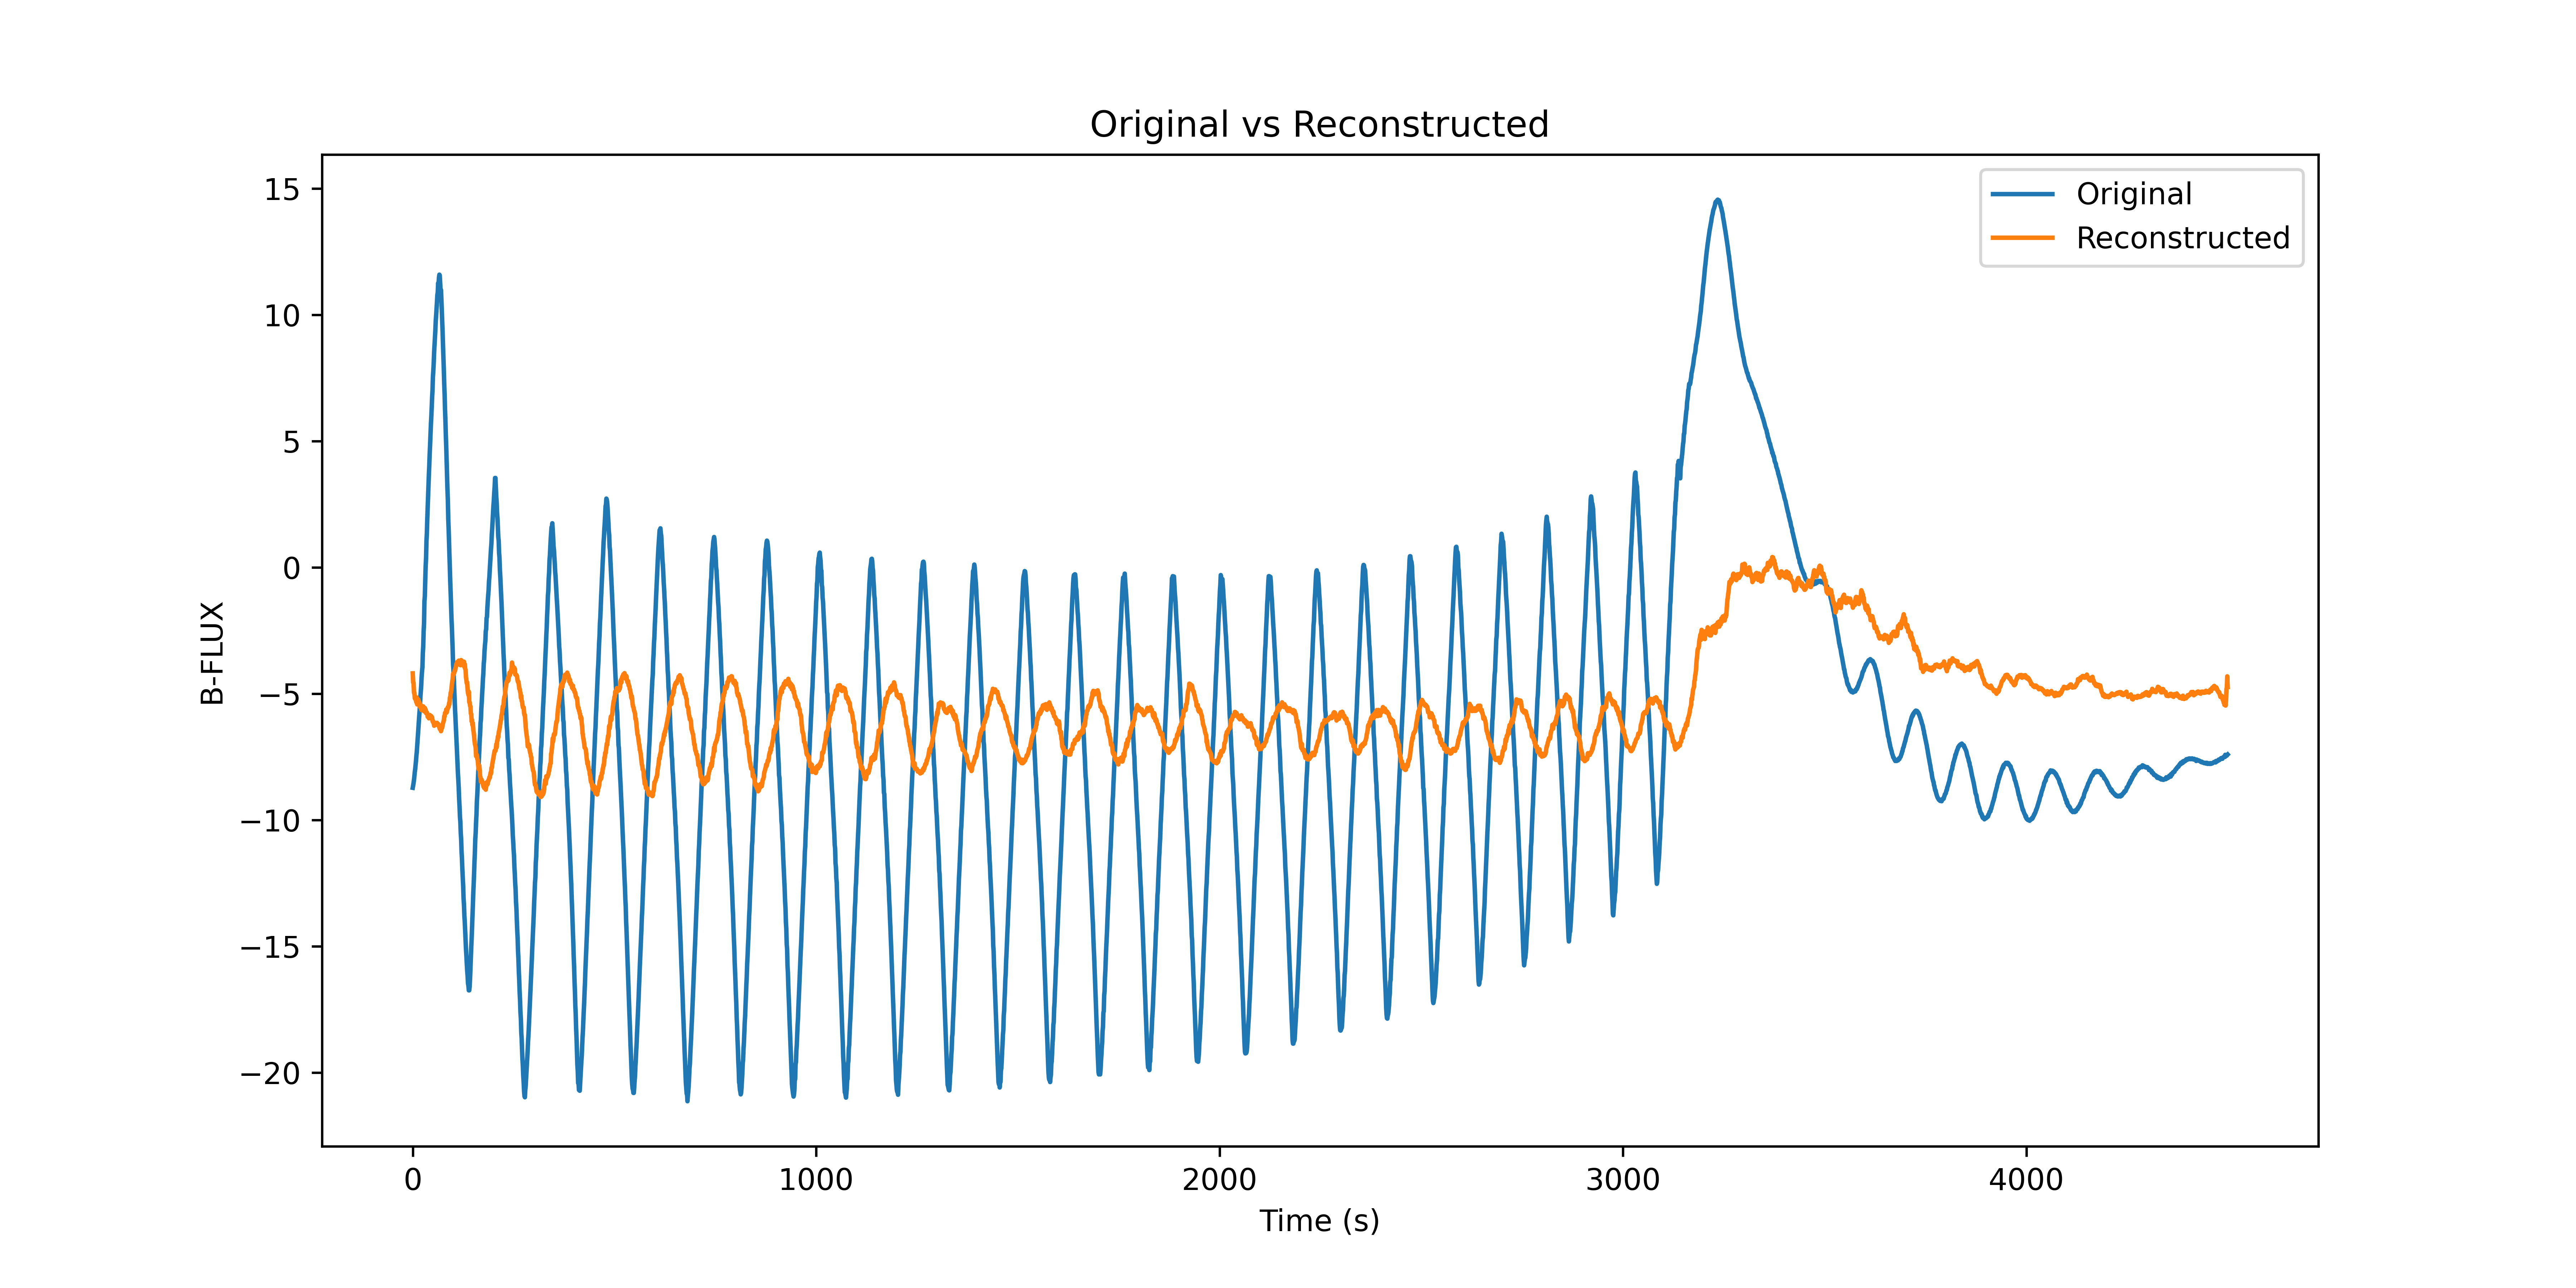 Original vs Reconstructed
Original
Reconstructed
B-FLUX
15
10
5
0
−5
−10
−15
−20
0
1000
2000
3000
4000
Time (s)